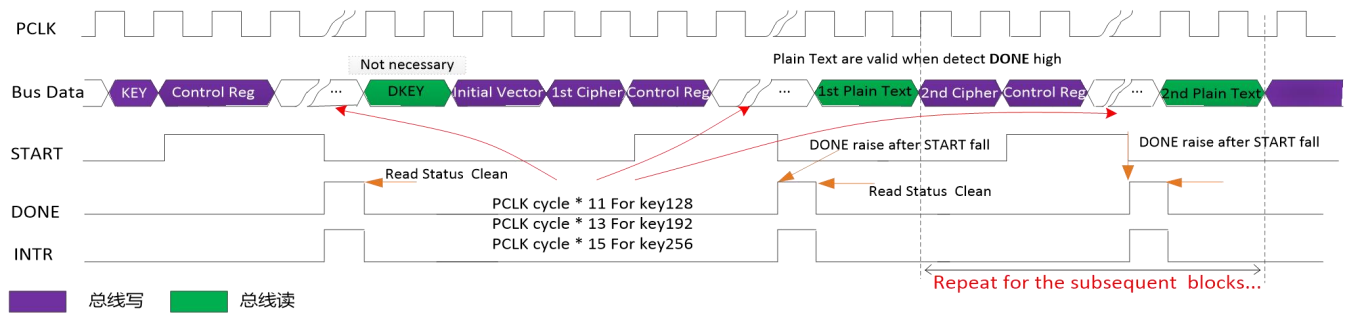 PCLK
Not necessary
Plain Text are valid when detect DONE high
Bus Data
KEY
Control Reg
...
DKEY
Initial Vector
1st Cipher
Control Reg
...
1st Plain Text
2nd Cipher
Control Reg
...
2nd Plain Text
START
DONE raise after START fall
DONE raise after START fall
Read Status Clean
Read Status Clean
DONE
PCLK cycle * 11 For key128
PCLK cycle * 13 For key192
PCLK cycle * 15 For key256
INTR
Repeat for the subsequent blocks...
总线写
总线读